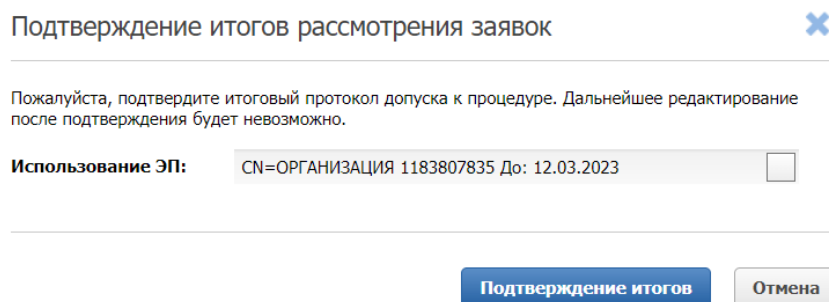 Подтверждение итогов рассмотрения заявок
Пожалуйста, подтвердите итоговый протокол допуска к процедуре. Дальнейшее редактирование
после подтверждения будет невозможно.
Использование ЭП: CN=ОРГАНИЗАЦИЯ 1183807835 До: 12.03.2023
Подтверждение итогов Отмена